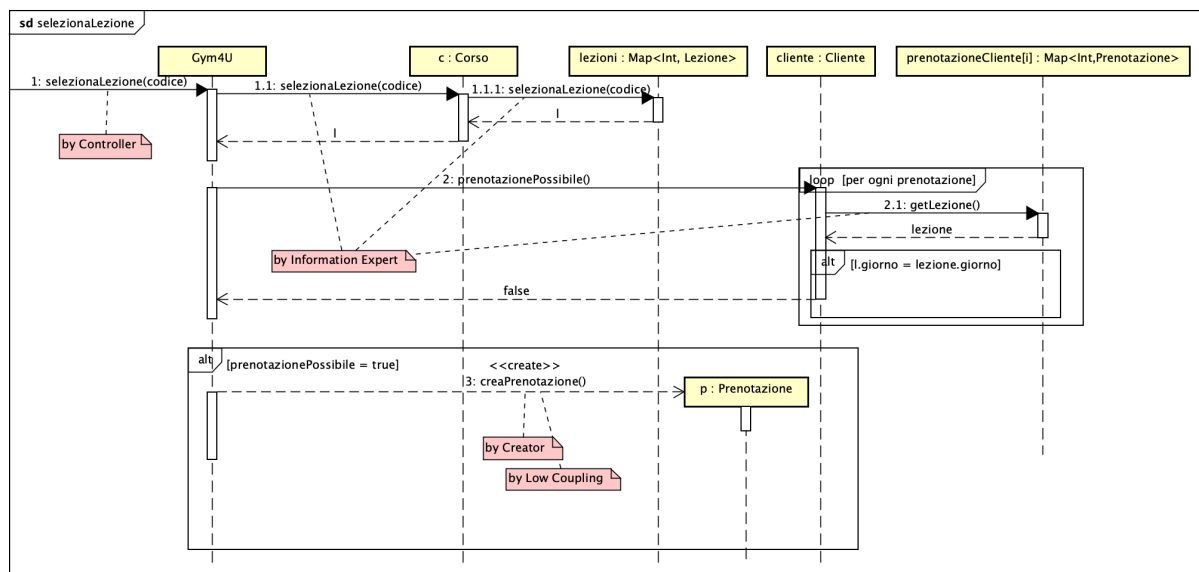 sd selezionaLezione
Gym4U
c : Corso
lezioni : Map<Int, Lezione>
cliente : Cliente
prenotazioneCliente[i] : Map<Int,Prenotazione>
1: selezionaLezione(codice)
1.1: selezionaLezione(codice)
1.1.1: selezionaLezione(codice)
l
l
by Controller
2: prenotazionePossibile()
loop [per ogni prenotazione]
2.1: getLezione()
lezione
by Information Expert
alt [l.giorno = lezione.giorno]
false
alt [prenotazionePossibile = true]
<<create>>
3: creaPrenotazione()
p : Prenotazione
by Creator
by Low Coupling